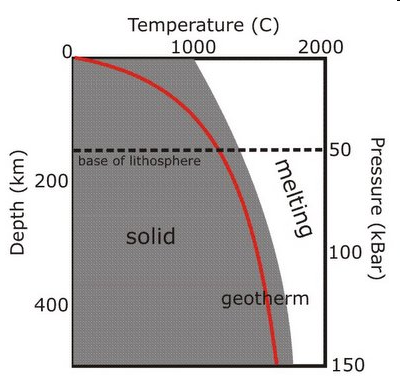 Temperature (C)
0
1000
2000
base of lithosphere
50
200
melting
solid
100
geotherm
400
150
Depth (km)
Pressure (kBar)